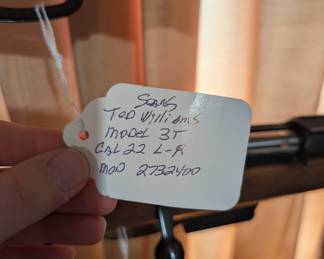 Sears
Ted Williams
Model 3T
Cal 22 L-R
Mod 2732400